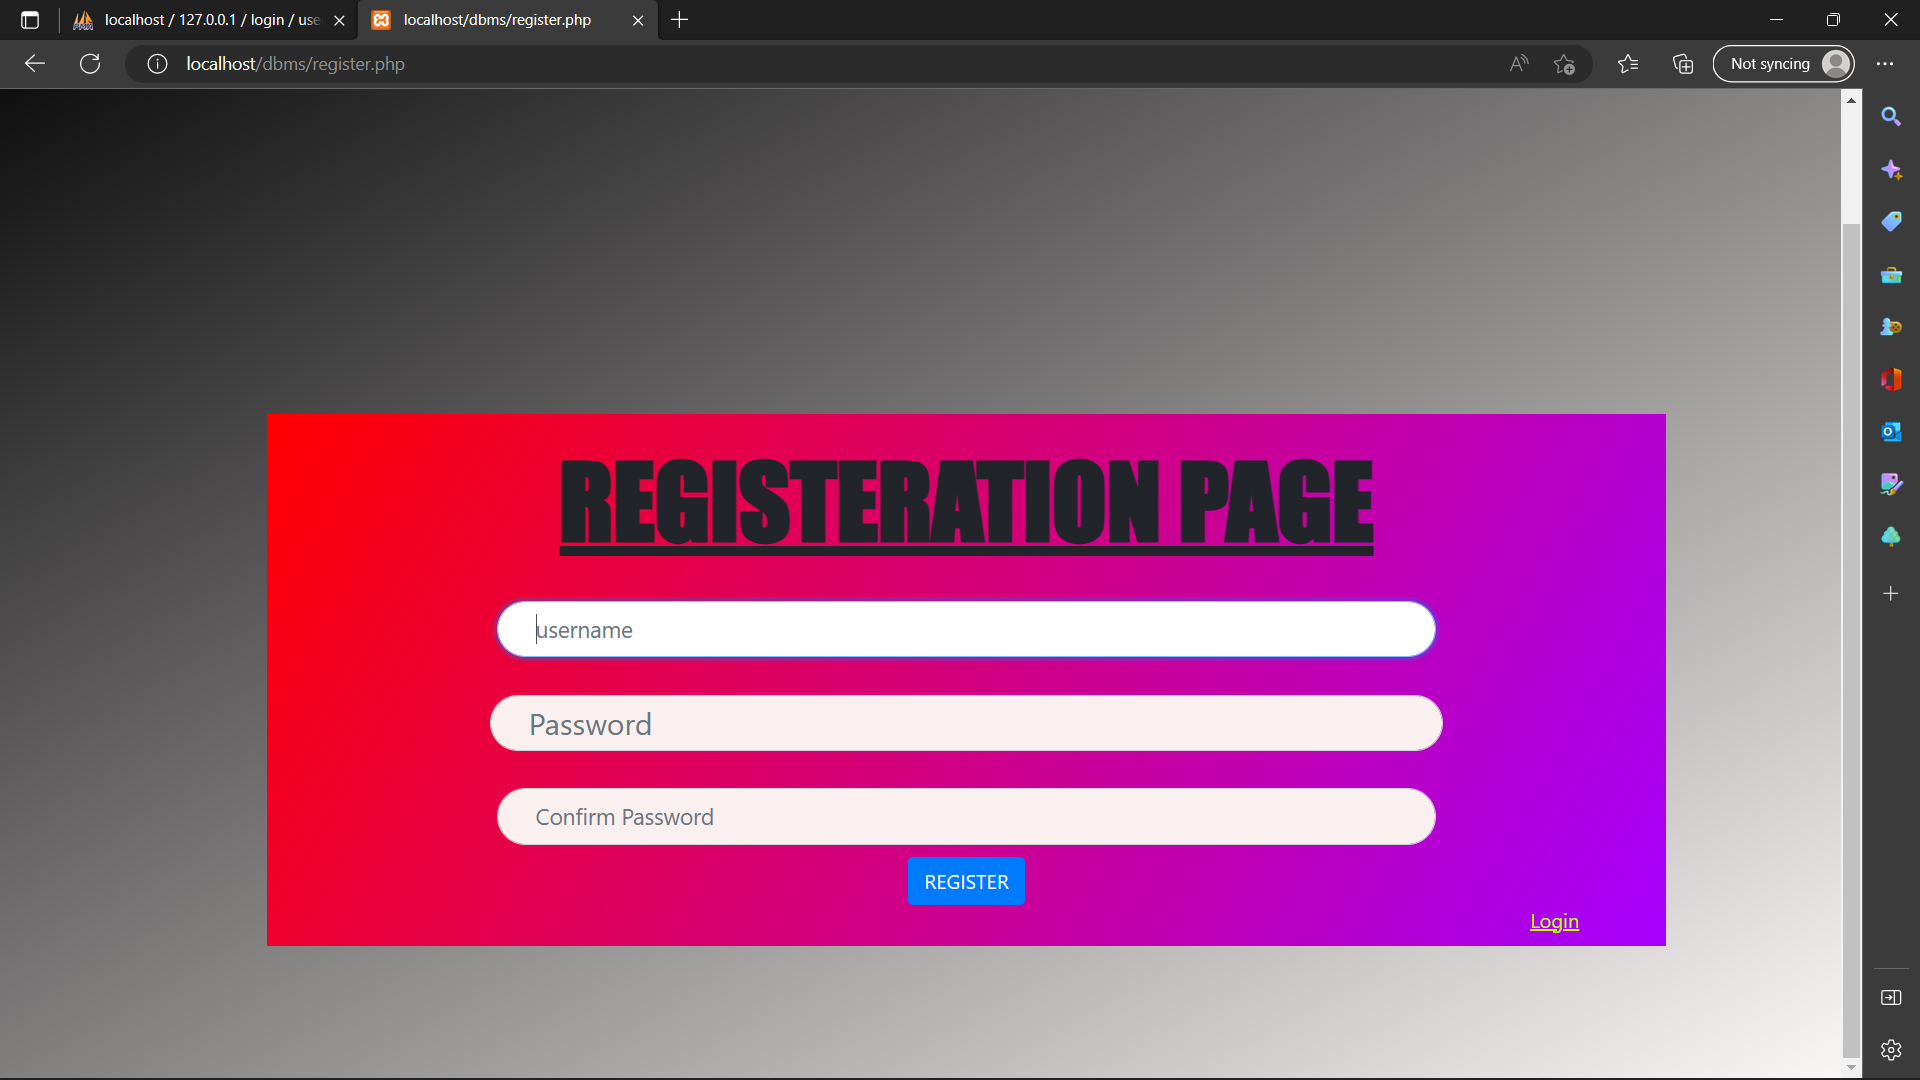 localhost / 127.0.0.1 / login / use
localhost/dbms/register.php
localhost/dbms/register.php
Not syncing
REGISTERATION PAGE
username
Password
Confirm Password
REGISTER
Login